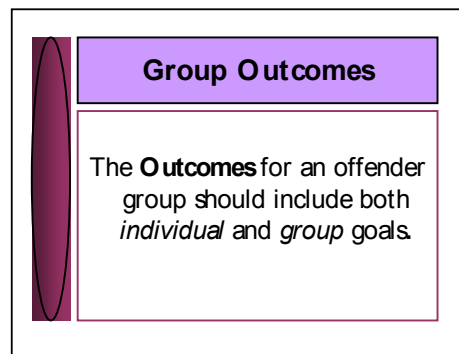 Group Outcomes
The Outcomes for an offender
group should include both
individual and group goals.